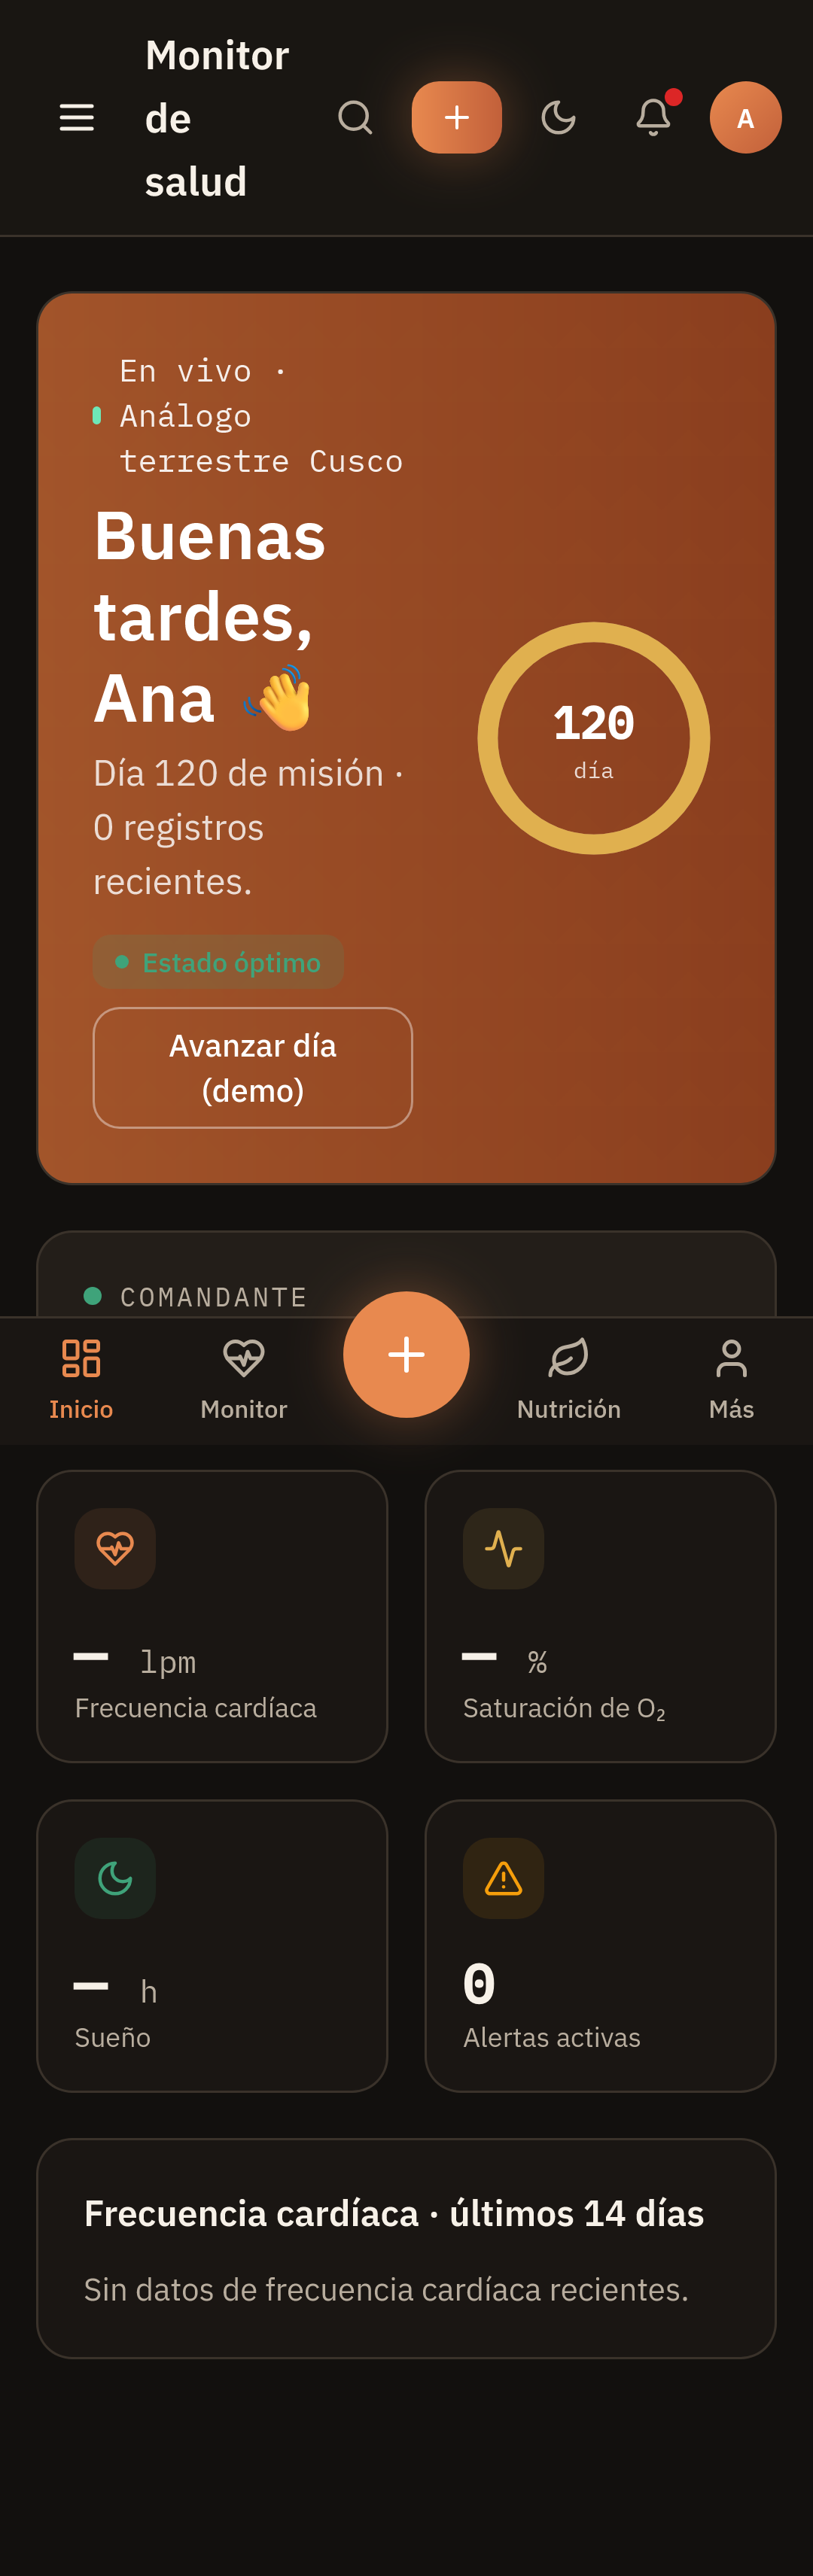 Monitor
de
salud
A
En vivo ·
Análogo
terrestre Cusco
Buenas
tardes,
Ana 👋
Día 120 de misión ·
0 registros
recientes.
120
día
Estado óptimo
Avanzar día
(demo)
COMANDANTE
Inicio
Monitor
Nutrición
Más
— lpm
Frecuencia cardíaca
— %
Saturación de O₂
— h
Sueño
0
Alertas activas
Frecuencia cardíaca · últimos 14 días
Sin datos de frecuencia cardíaca recientes.